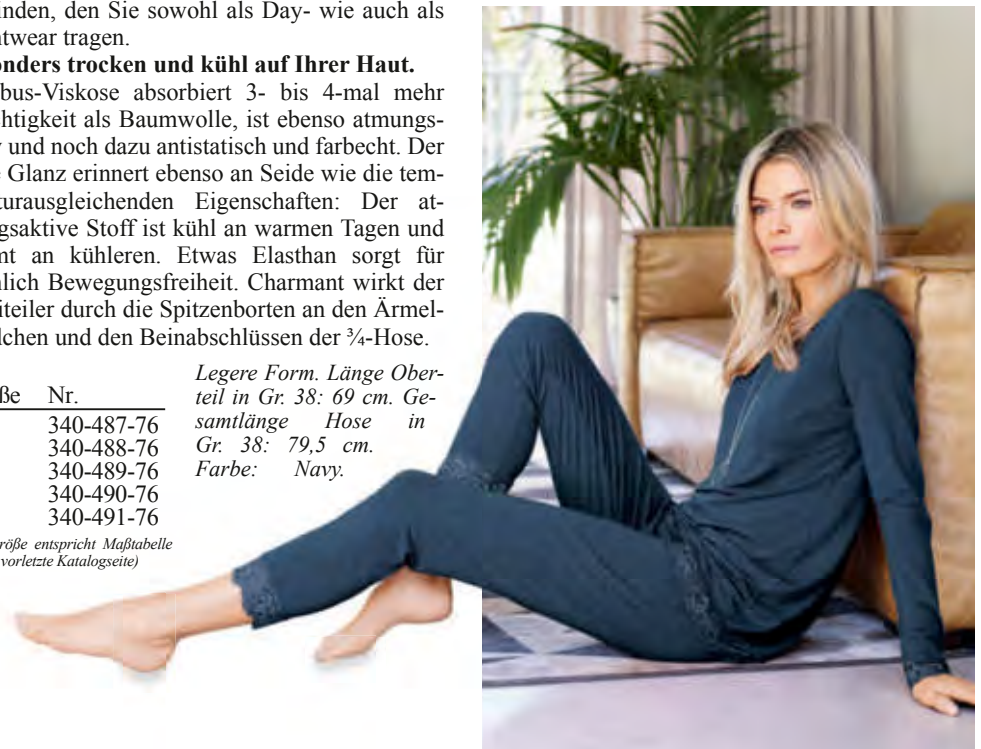 inden, den Sie sowohl als Day- wie auch als
twear tragen.
onders trocken und kühl auf Ihrer Haut.
bus-Viskose absorbiert 3- bis 4-mal mehr
chtigkeit als Baumwolle, ist ebenso atmungs-
und noch dazu antistatisch und farbecht. Der
Glanz erinnert ebenso an Seide wie die tem-
turausgleichenden Eigenschaften: Der at-
gsaktive Stoff ist kühl an warmen Tagen und
mt an kühleren. Etwas Elasthan sorgt für
nlich Bewegungsfreiheit. Charmant wirkt der
iteiler durch die Spitzenborten an den Ärmel-
lchen und den Beinabschlüssen der ¾-Hose.
Legere Form. Länge Ober-
teil in Gr. 38: 69 cm. Ge-
samtlänge Hose in
Gr. 38: 79,5 cm.
Farbe: Navy.
ße Nr.
340-487-76
340-488-76
340-489-76
340-490-76
340-491-76
röße entspricht Maßtabelle
vorletzte Katalogseite)